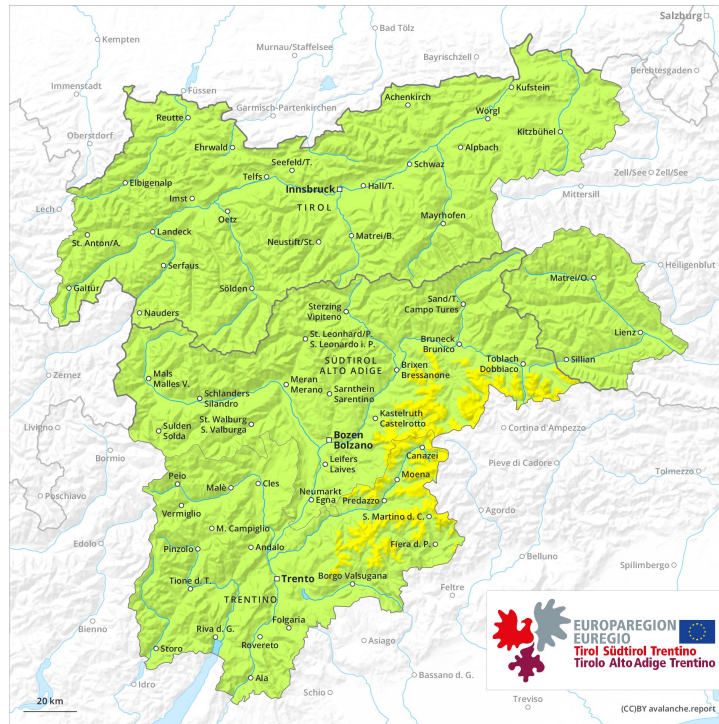 Salzburg
Kempten
Bad Tölz
Murnau/Staffelsee
Bayrischzell
Berchtesgaden
Immenstadt
Füssen
Garmisch-Partenkirchen
Achenkirch
Kufstein
Reutte
Wörgl
Oberstdorf
Ehrwald
Kitzbühel
Seefeld/T.
Alpbach
Schwaz
Telfs
Zell/See
Zell/See
Elbigenalp
Innsbruck
Hall/T.
Mittersill
Imst
TIROL
Lech
Oetz
Mayrhofen
Landeck
St. Anton/A.
Neustift/St.
Matrei/B.
Serfaus
Heiligenblut
Matrei/O.
Galtür
Sölden
Sand/T.
Campo Tures
Nauders
Sterzing
Vipiteno
Lienz
St. Leonhard/P.
S. Leonardo i. P.
Bruneck
Brunico
Toblach
Dobbiaco
Sillian
SÜDTIROL
ALTO ADIGE
Brixen
Bressanone
Zernez
Mals
Malles V.
Meran
Merano
Schlanders
Silandro
Sarnthein
Sarentino
Livigno
Sulden
Solda
St. Walburg
S. Valburga
Kastelruth
Castelrotto
Cortina d'Ampezzo
Bozen
Bolzano
Bormio
Canazei
Pieve di Cadore
Leifers
Laives
Tolmezzo
Poschiavo
Peio
Malè
Cles
Moena
Neumarkt
Egna
Predazzo
Vermiglio
Agordo
S. Martino d. C.
M. Campiglio
Edolo
Pinzolo
Andalo
Fiera d. P.
Belluno
Spilimbergo
Tione d. T.
Trento
Borgo Valsugana
Feltre
TRENTINO
Bienno
Folgaria
Riva d. G.
Rovereto
Storo
Asiago
Ala
Bassano d. G.
Idro
Schio
Treviso
20 km
EUROPAREGION
EUREGIO
Tirol Südtirol Trentino
Tirolo Alto Adige Trentino
(CC)BY avalanche.report